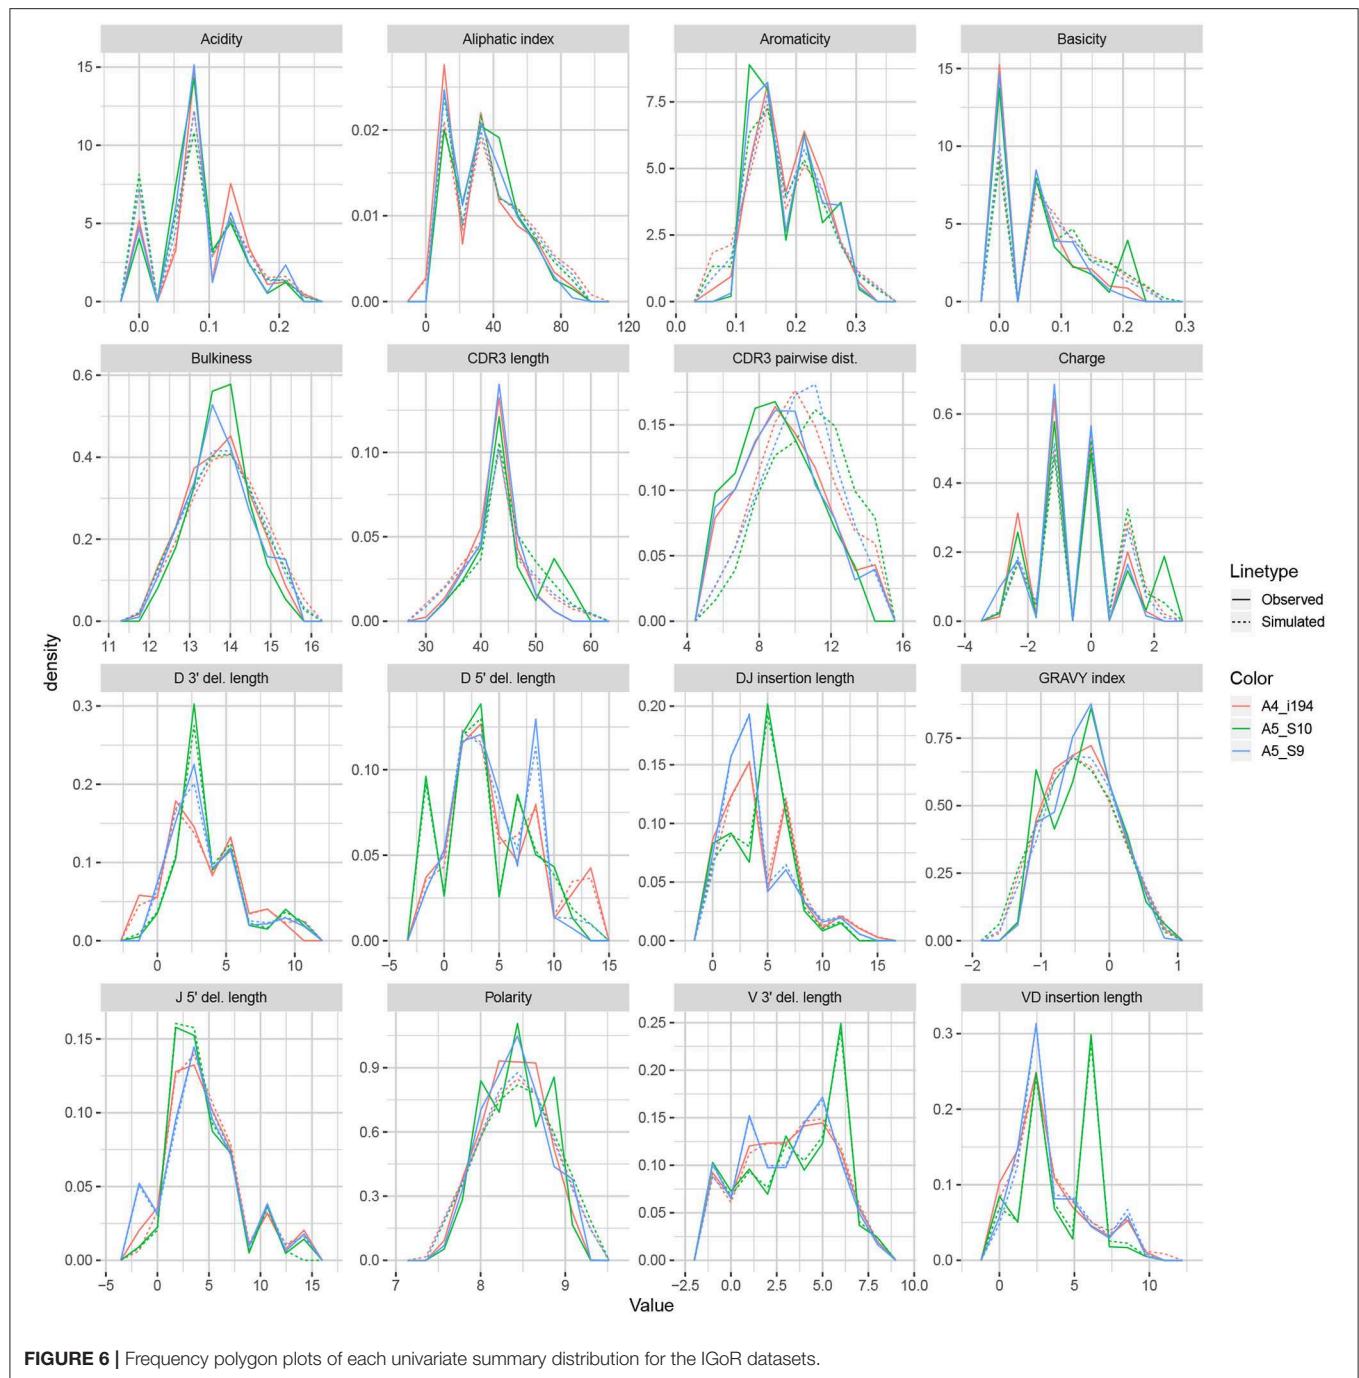 Acidity Aliphatic index Aromaticity Basicity
15
10
5
0
0.0 0.1 0.2
0.02
0.01
0.00
0 40 80 120
7.5
5.0
2.5
0.0
0.0 0.1 0.2 0.3
15
10
5
0
0.0 0.1 0.2 0.3
Bulkiness CDR3 length CDR3 pairwise dist. Charge
0.6
0.4
0.2
0.0
11 12 13 14 15 16
0.10
0.05
0.00
30 40 50 60
0.15
0.10
0.05
0.00
4 8 12 16
0.6
0.4
0.2
0.0
−4 −2 0 2
density
D 3' del. length D 5' del. length DJ insertion length GRAVY index
0.3
0.2
0.1
0.0
0 5 10
0.10
0.05
0.00
−5 0 5 10 15
0.20
0.15
0.10
0.05
0.00
0 5 10 15
0.75
0.50
0.25
0.00
−2 −1 0 1
J 5' del. length Polarity V 3' del. length VD insertion length
0.15
0.10
0.05
0.00
−5 0 5 10 15
0.9
0.6
0.3
0.0
7 8 9
0.25
0.20
0.15
0.10
0.05
0.00
−2.5 0.0 2.5 5.0 7.5 10.0
0.3
0.2
0.1
0.0
0 5 10
Value
Linetype
Observed
Simulated
Color
A4_i194
A5_S10
A5_S9
FIGURE 6 | Frequency polygon plots of each univariate summary distribution for the IGoR datasets.